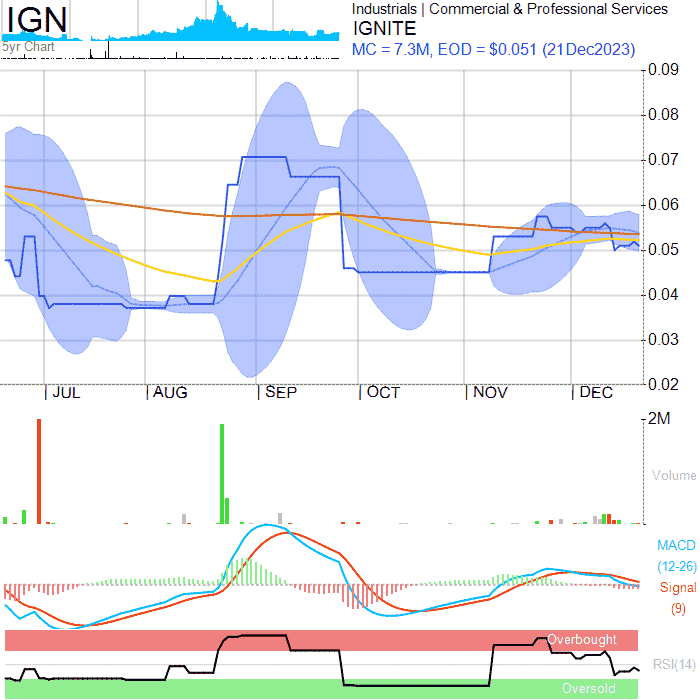 IGN
5yr Chart
Industrials | Commercial & Professional Services
IGNITE
MC = 7.3M, EOD = $0.051 (21Dec2023)
0.09
0.08
0.07
0.06
0.05
0.04
0.03
0.02
JUL AUG SEP OCT NOV DEC
2M
Volume
MACD
(12-26)
Signal
(9)
Overbought
RSI(14)
Oversold